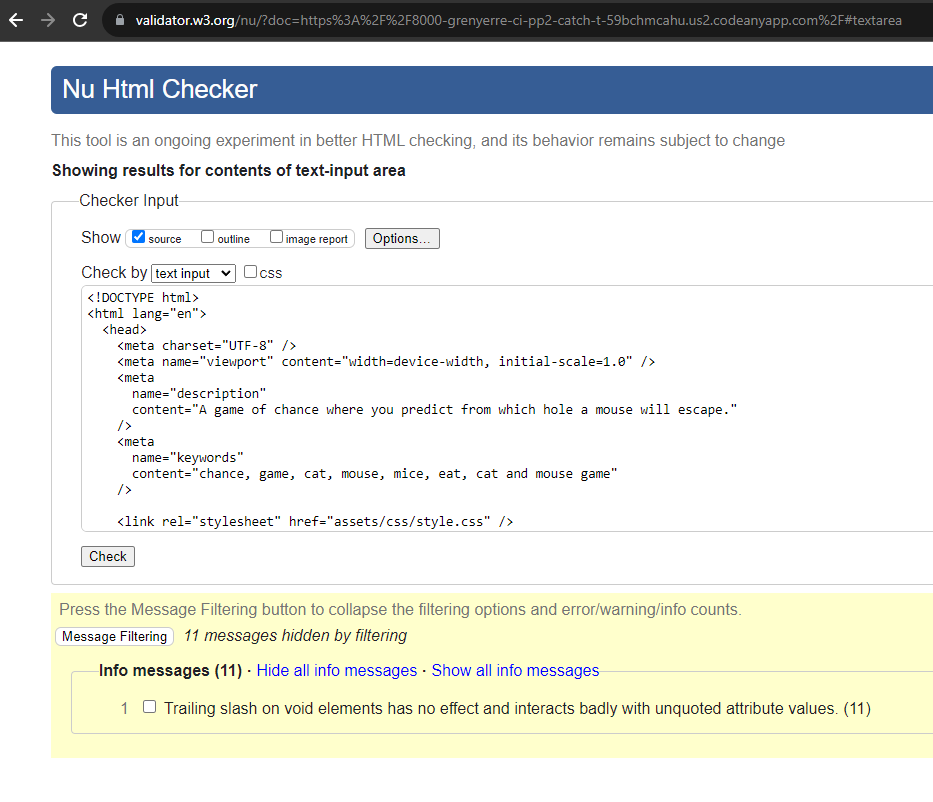 validator.w3.org/nu/?doc=https%3A%2F%2F8000-grenyerre-ci-pp2-catch-t-59bchmcahu.us2.codeanyapp.com%2F#textarea
Nu Html Checker
This tool is an ongoing experiment in better HTML checking, and its behavior remains subject to change
Showing results for contents of text-input area
Checker Input
Show source outline image report Options...
Check by text input css
<!DOCTYPE html>
<html lang="en">
<head>
<meta charset="UTF-8" />
<meta name="viewport" content="width=device-width, initial-scale=1.0" />
<meta
name="description"
content="A game of chance where you predict from which hole a mouse will escape."
/>
<meta
name="keywords"
content="chance, game, cat, mouse, mice, eat, cat and mouse game"
/>
<link rel="stylesheet" href="assets/css/style.css" />
Check
Press the Message Filtering button to collapse the filtering options and error/warning/info counts.
Message Filtering 11 messages hidden by filtering
Info messages (11) · Hide all info messages · Show all info messages
1 Trailing slash on void elements has no effect and interacts badly with unquoted attribute values. (11)